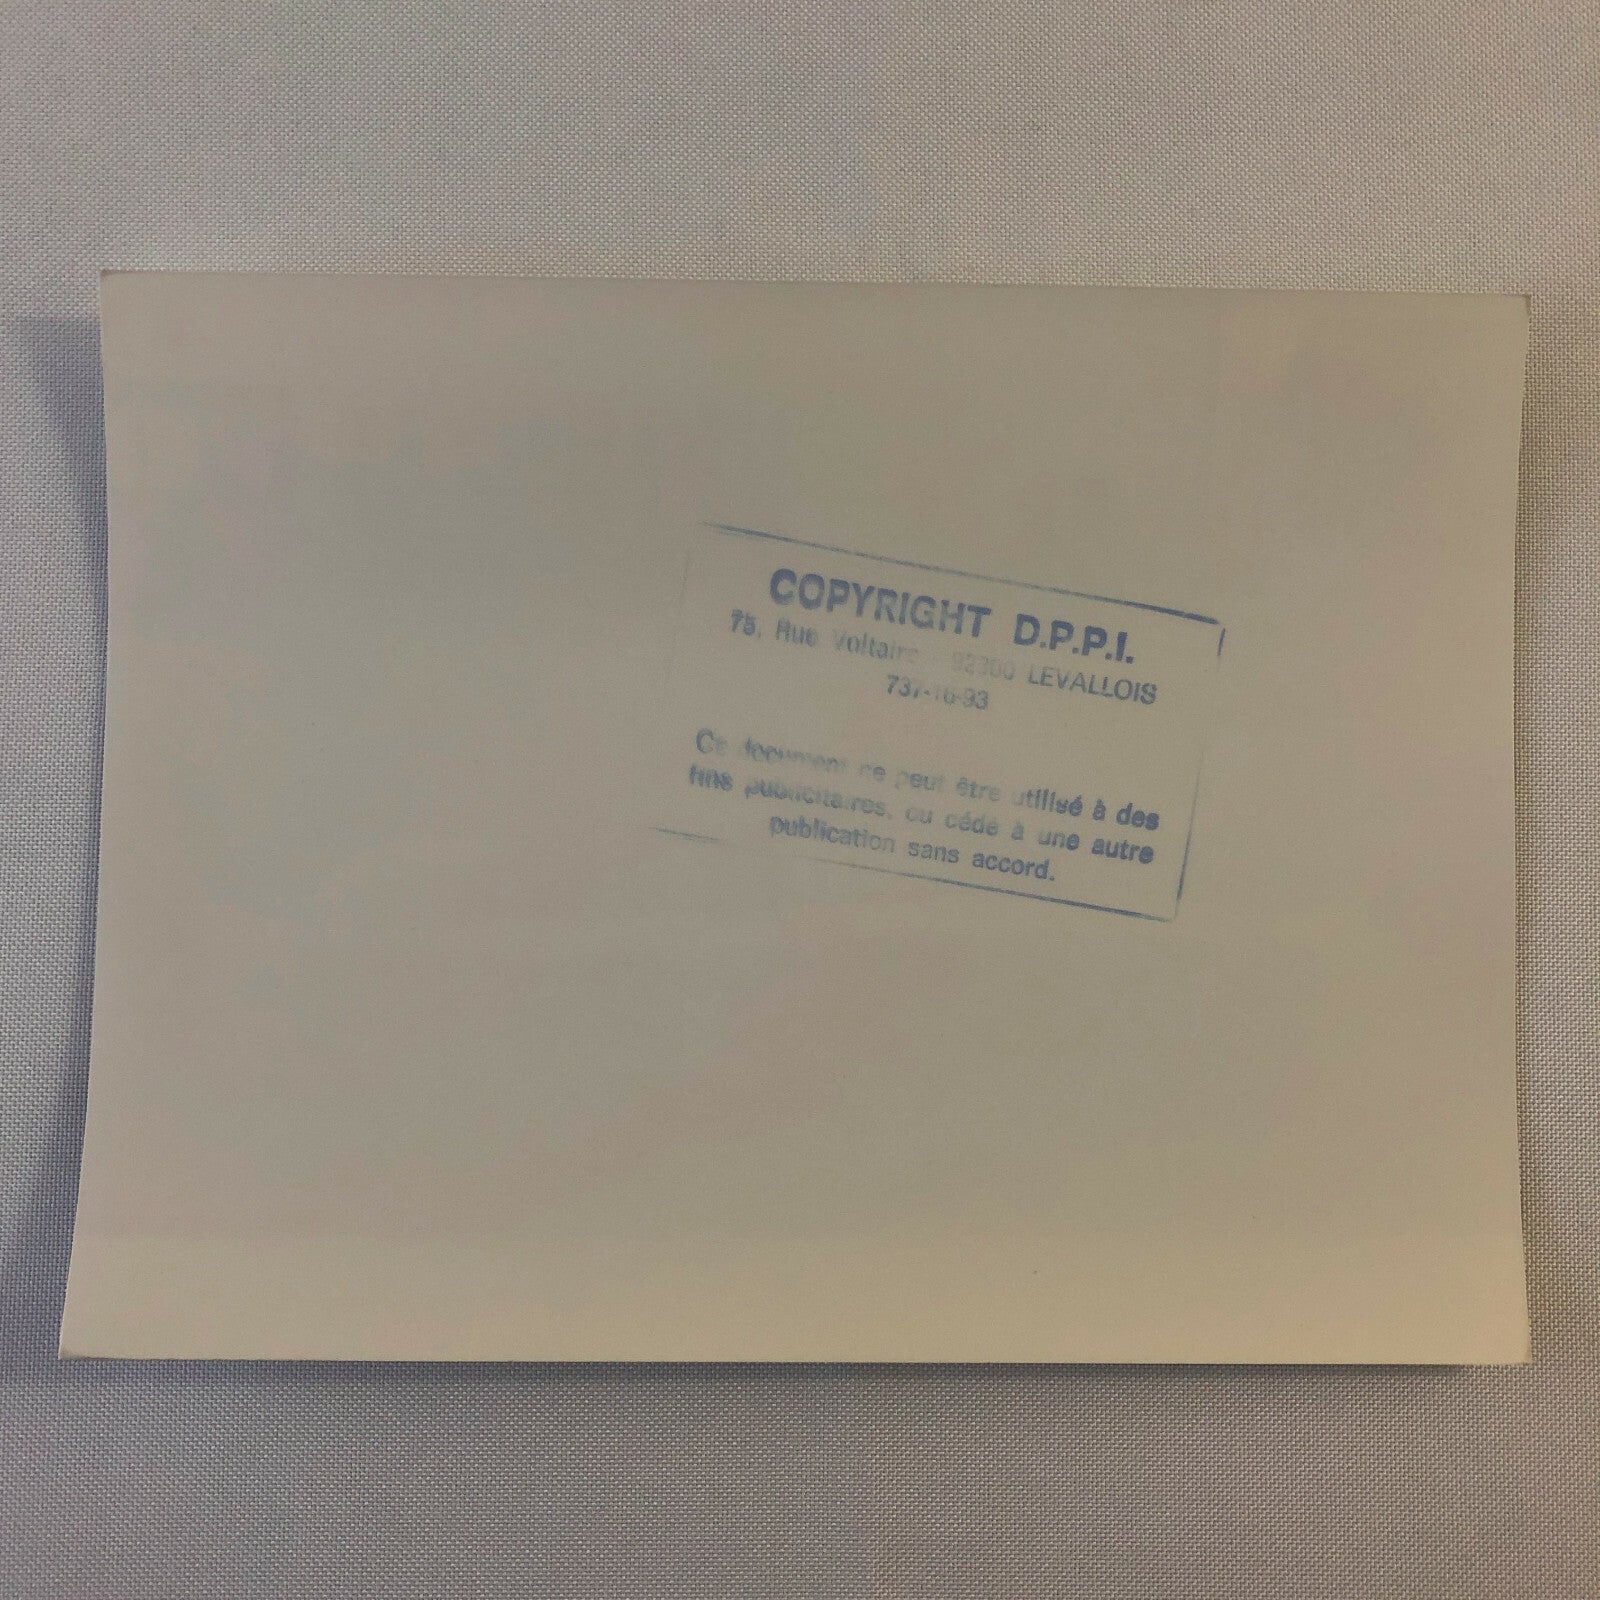 COPYRIGHT D.P.P.I.
75, Rue Voltaire 92300 LEVALLOIS
737-16-93
Ce document ne peut être utilisé à des
fins publicitaires, ou cédé à une autre
publication sans accord.